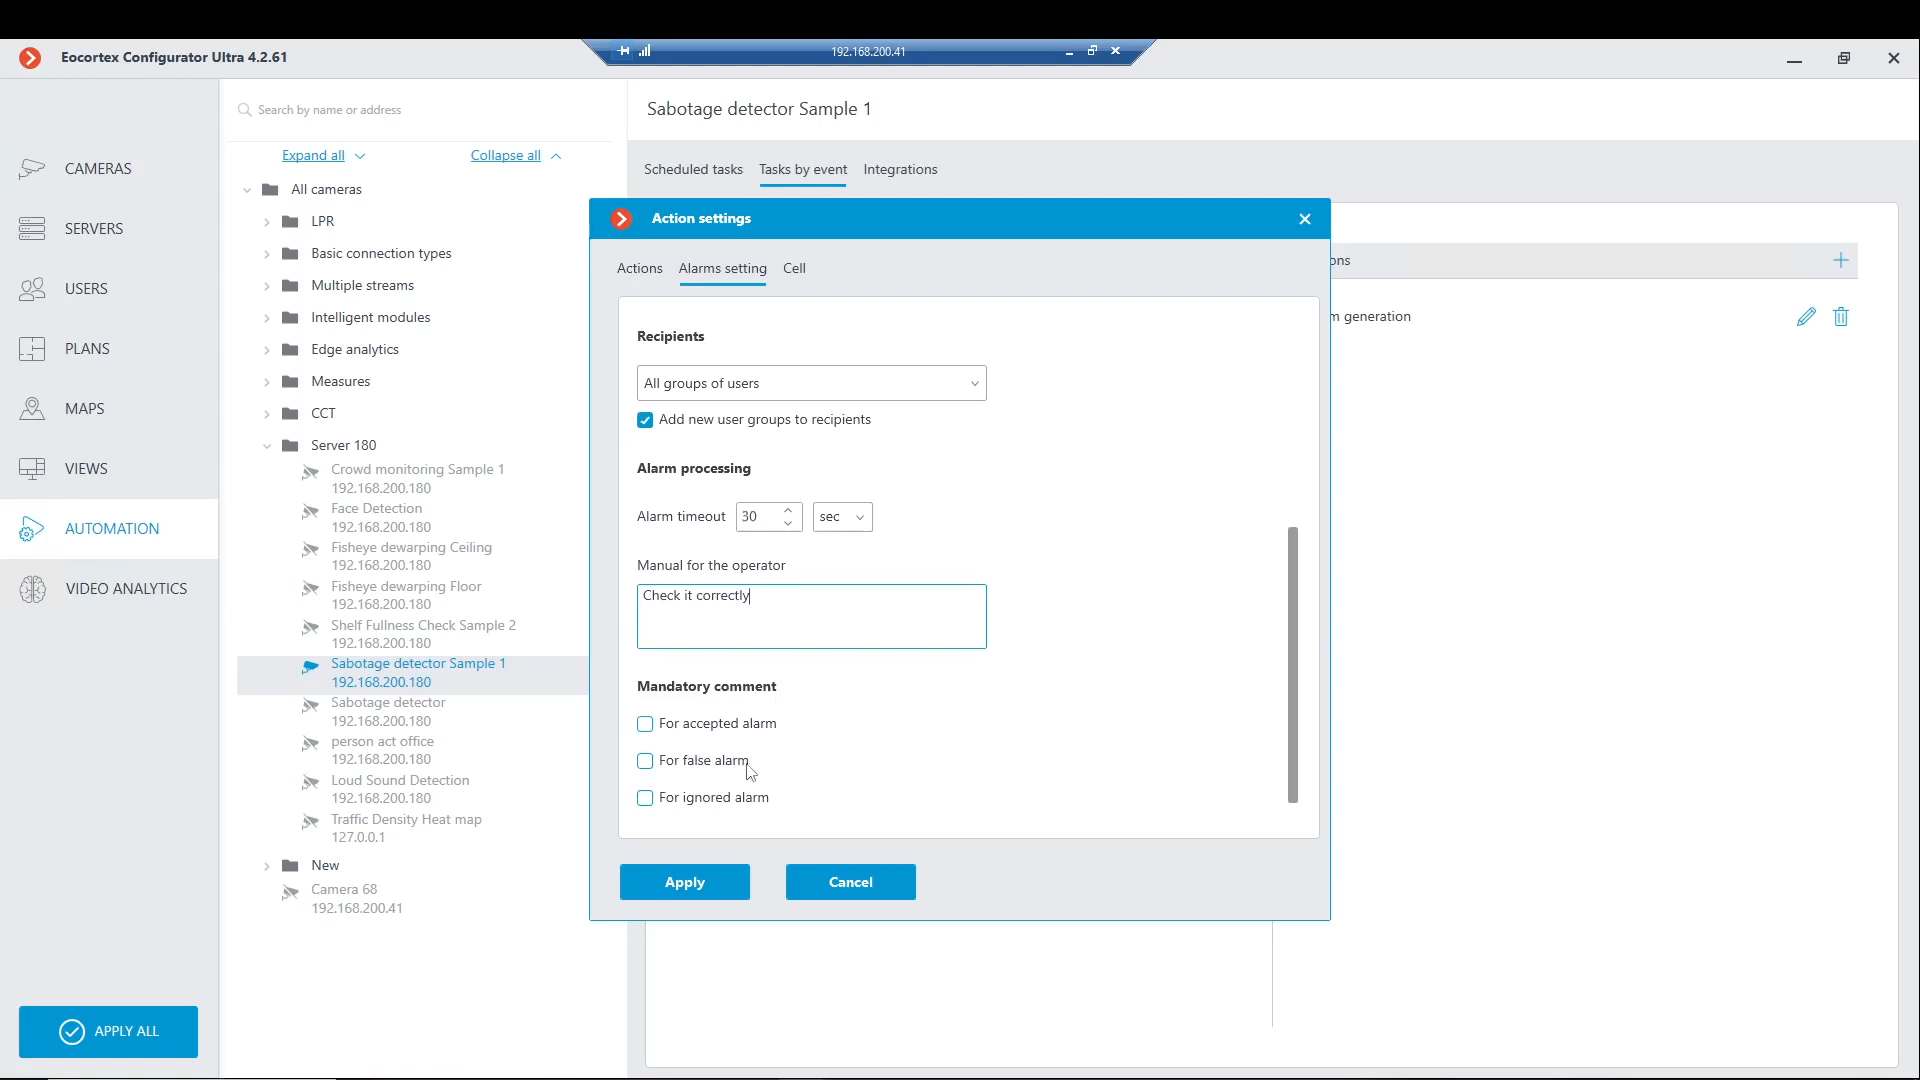 Eocortex Configurator Ultra 4.2.61
192.168.200.41
CAMERAS
SERVERS
USERS
PLANS
MAPS
VIEWS
AUTOMATION
VIDEO ANALYTICS
APPLY ALL
Search by name or address
Expand all
Collapse all
All cameras
LPR
Basic connection types
Multiple streams
Intelligent modules
Edge analytics
Measures
CCT
Server 180
Crowd monitoring Sample 1
192.168.200.180
Face Detection
192.168.200.180
Fisheye dewarping Ceiling
192.168.200.180
Fisheye dewarping Floor
192.168.200.180
Shelf Fullness Check Sample 2
192.168.200.180
Sabotage detector Sample 1
192.168.200.180
Sabotage detector
192.168.200.180
person act office
192.168.200.180
Loud Sound Detection
192.168.200.180
Traffic Density Heat map
127.0.0.1
New
Camera 68
192.168.200.41
Sabotage detector Sample 1
Scheduled tasks Tasks by event Integrations
ons
m generation
Action settings
Actions Alarms setting Cell
Recipients
All groups of users
Add new user groups to recipients
Alarm processing
Alarm timeout 30 sec
Manual for the operator
Check it correctly
Mandatory comment
For accepted alarm
For false alarm
For ignored alarm
Apply
Cancel